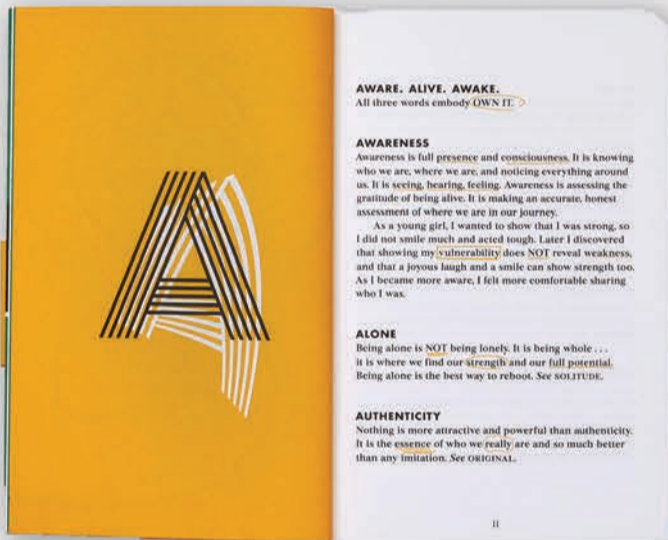 A
AWARE. ALIVE. AWAKE.
All three words embody OWN IT.
AWARENESS
Awareness is full presence and consciousness. It is knowing
who we are, where we are, and noticing everything around
us. It is seeing, hearing, feeling. Awareness is assessing the
gratitude of being alive. It is making an accurate, honest
assessment of where we are in our journey.
As a young girl, I wanted to show that I was strong, so
I did not smile much and acted tough. Later I discovered
that showing my vulnerability does NOT reveal weakness,
and that a joyous laugh and a smile can show strength too.
As I became more aware, I felt more comfortable sharing
who I was.
ALONE
Being alone is NOT being lonely. It is being whole . . .
it is where we find our strength and our full potential.
Being alone is the best way to reboot. See SOLITUDE.
AUTHENTICITY
Nothing is more attractive and powerful than authenticity.
It is the essence of who we really are and so much better
than any imitation. See ORIGINAL.
11